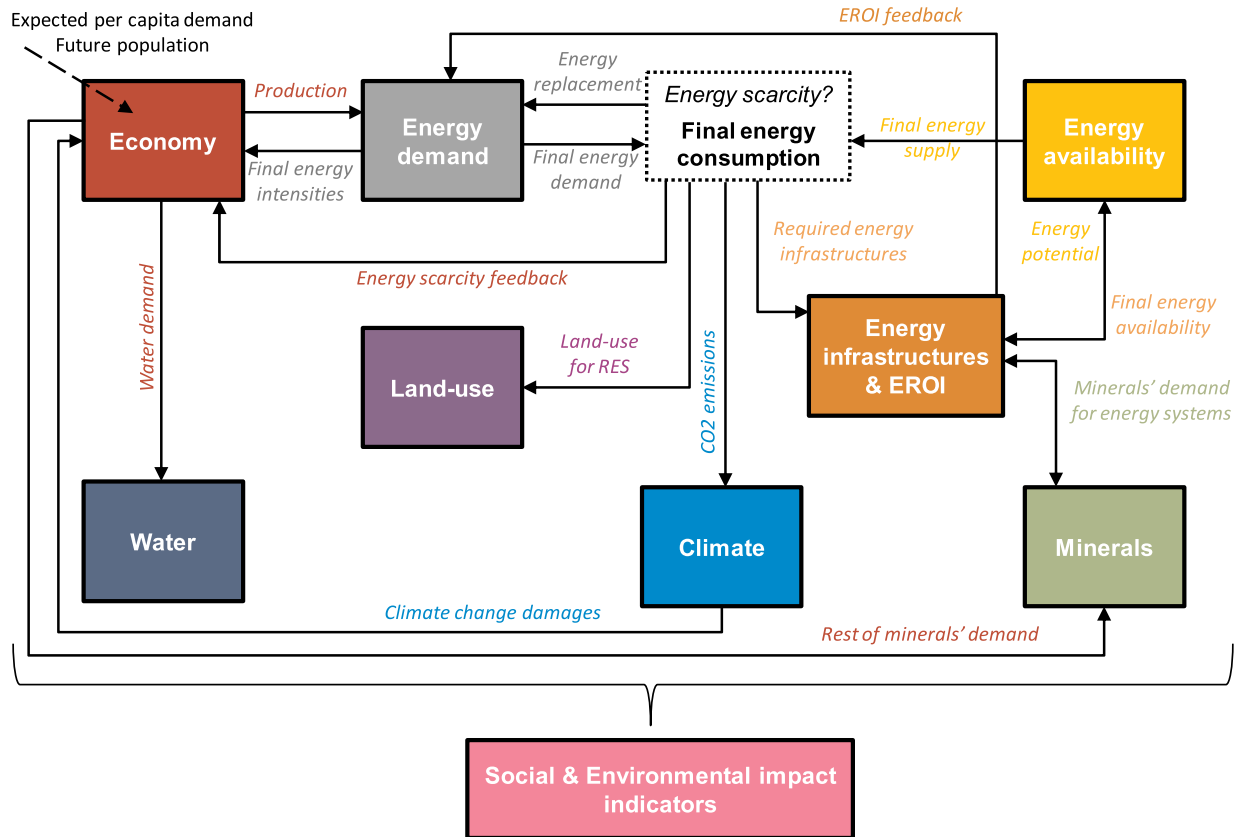 Expected per capita demand
Future population
EROI feedback
Production
Energy
replacement
Energy scarcity?
Final energy
consumption
Economy
Energy
demand
Final energy
supply
Energy
availability
Final energy
intensities
Final energy
demand
Required energy
infrastructures
Energy
potential
Energy scarcity feedback
Water demand
Land-use
for RES
CO2 emissions
Final energy
availability
Energy
infrastructures
& EROI
Land-use
Minerals' demand
for energy systems
Water
Climate
Minerals
Climate change damages
Rest of minerals' demand
Social & Environmental impact
indicators